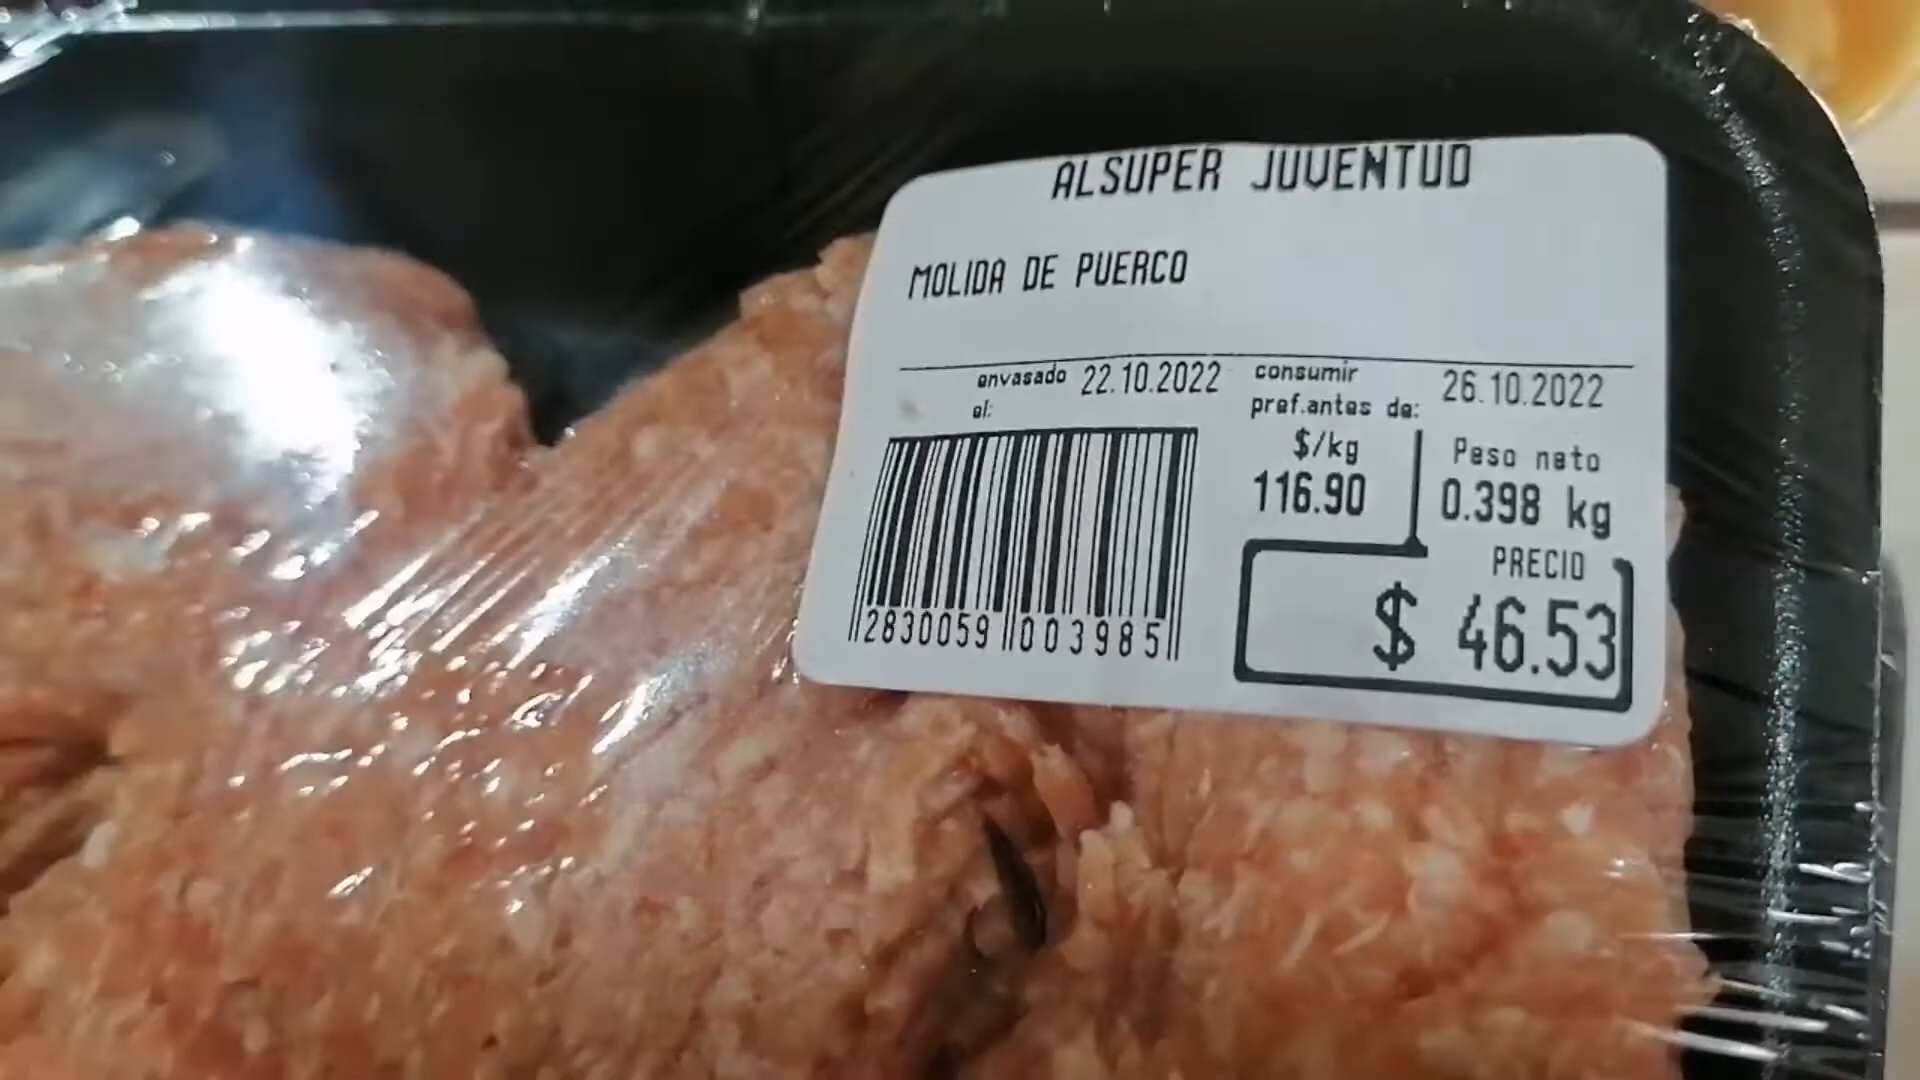 ALSUPER JUVENTUD
MOLIDA DE PUERCO
envasado el: 22.10.2022
consumir pref.antes de: 26.10.2022
$/kg
116.90
Peso neto
0.398 kg
PRECIO
$ 46.53
2830059 003985